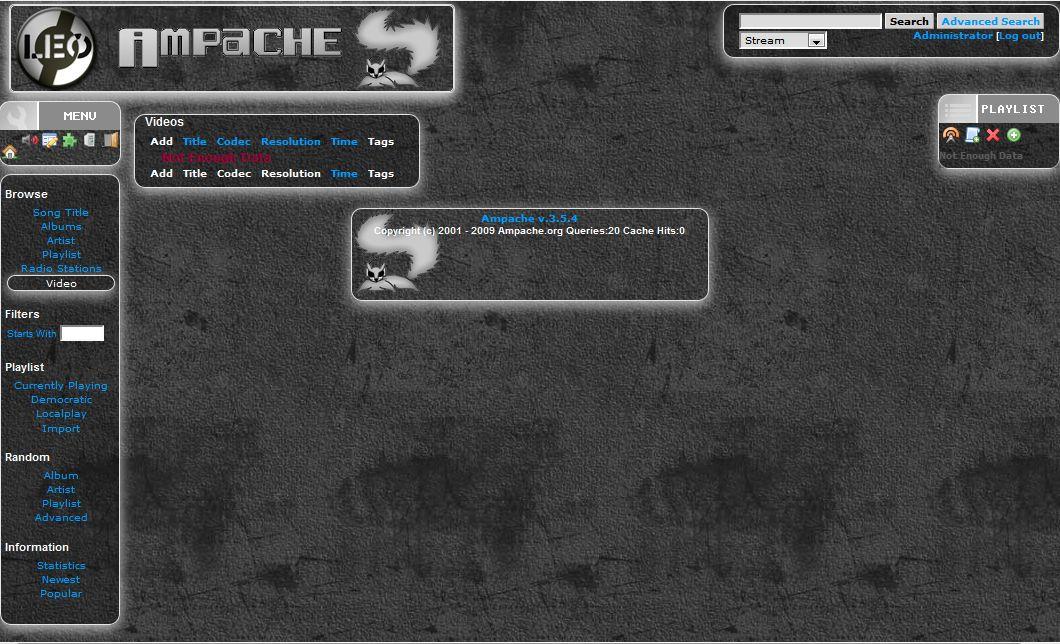 LIEO
AMPACHE
Search Advanced Search
Stream
Administrator [Log out]
MENU
PLAYLIST
Not Enough Data
Videos
Add Title Codec Resolution Time Tags
Not Enough Data
Add Title Codec Resolution Time Tags
Ampache v.3.5.4
Copyright (c) 2001 - 2009 Ampache.org Queries:20 Cache Hits:0
Browse
Song Title
Albums
Artist
Playlist
Radio Stations
Video
Filters
Starts With
Playlist
Currently Playing
Democratic
Localplay
Import
Random
Album
Artist
Playlist
Advanced
Information
Statistics
Newest
Popular